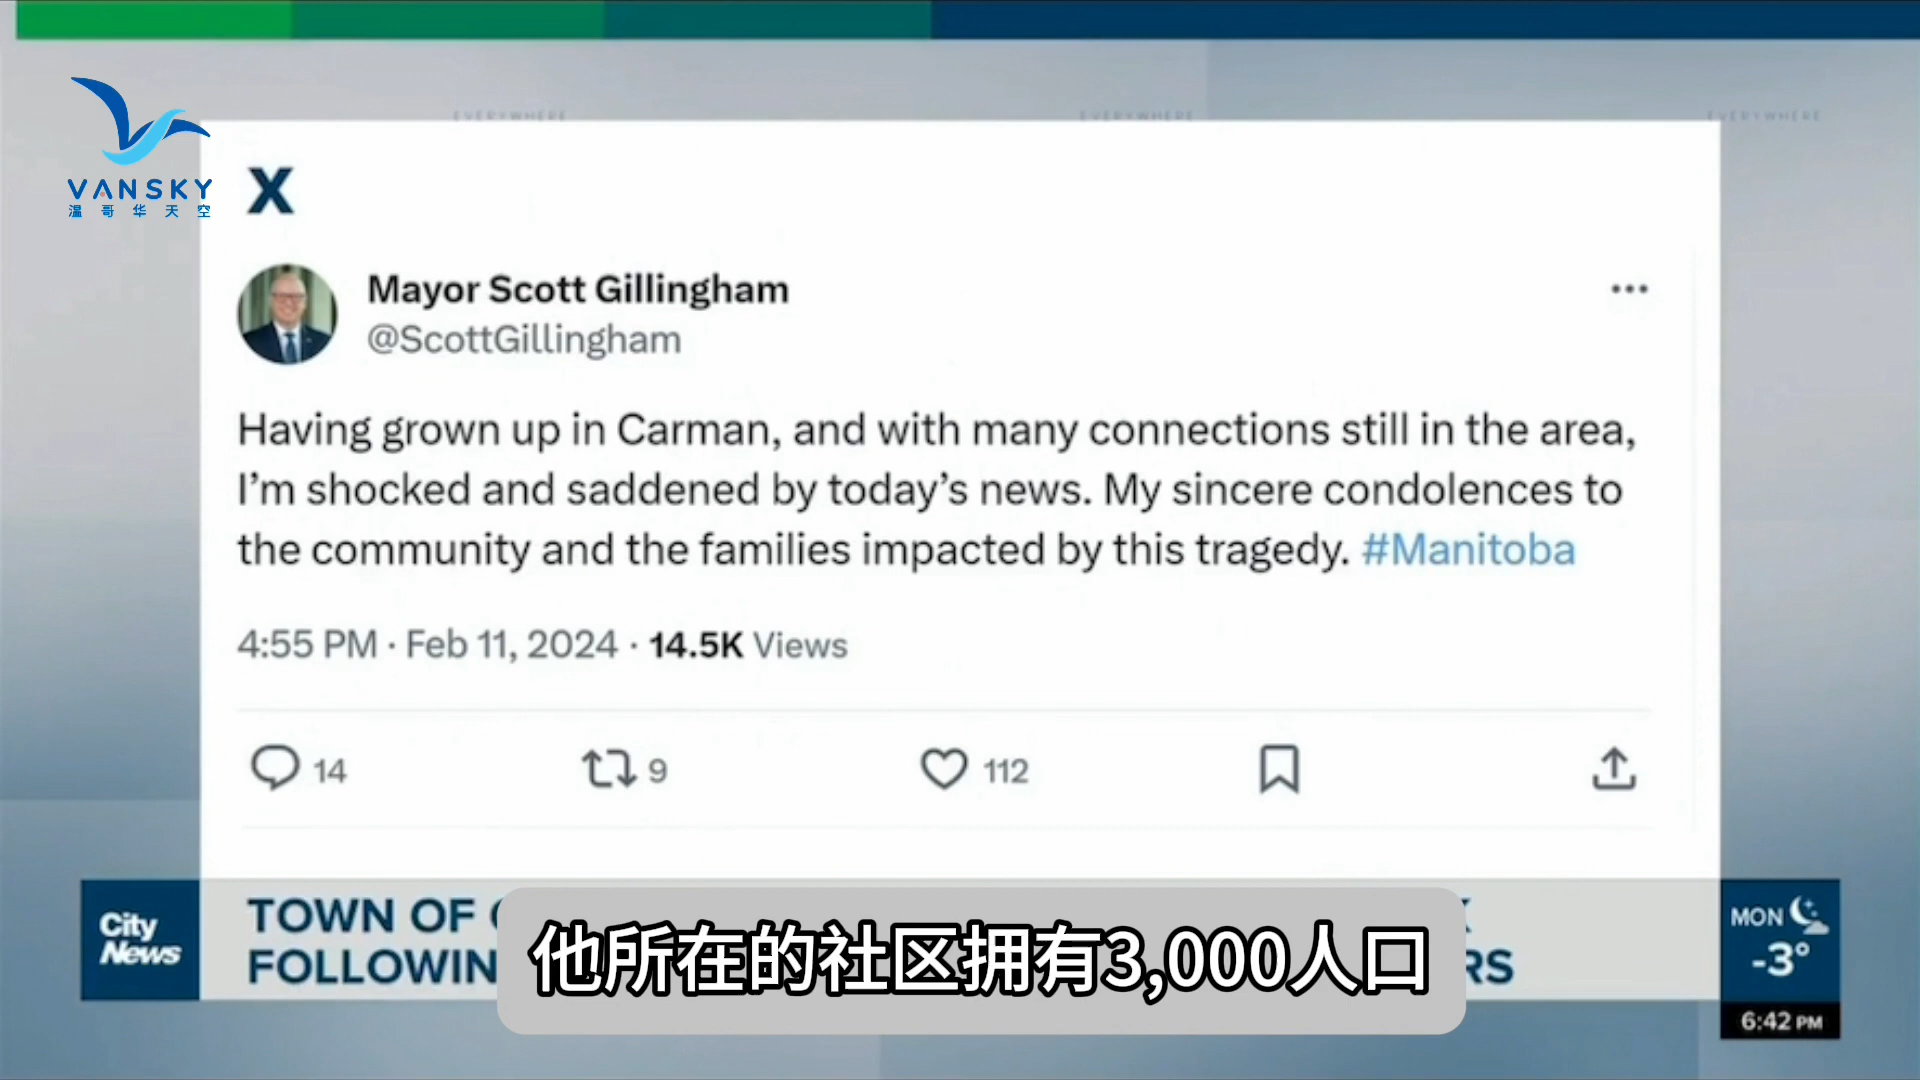 EVERYWHERE EVERYWHERE EVERYWHERE
VANSKY
温哥华天空
X
Mayor Scott Gillingham
@ScottGillingham
Having grown up in Carman, and with many connections still in the area,
I'm shocked and saddened by today's news. My sincere condolences to
the community and the families impacted by this tragedy. #Manitoba
4:55 PM · Feb 11, 2024 · 14.5K Views
14 9 112
City
News
TOWN OF
FOLLOWIN RS
他所在的社区拥有3,000人口
MON
-3°
6:42 PM